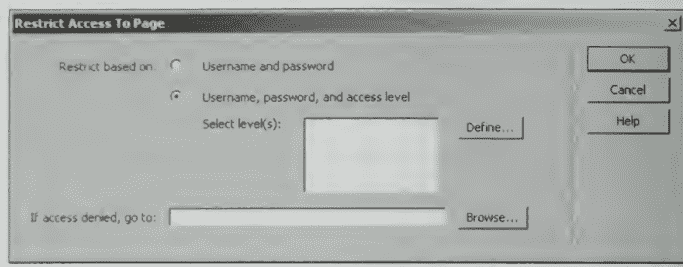 Restrict Access To Page
Restrict based on: Username and password
Username, password, and access level
Select level(s):
Define...
If access denied, go to:
Browse...
OK
Cancel
Help